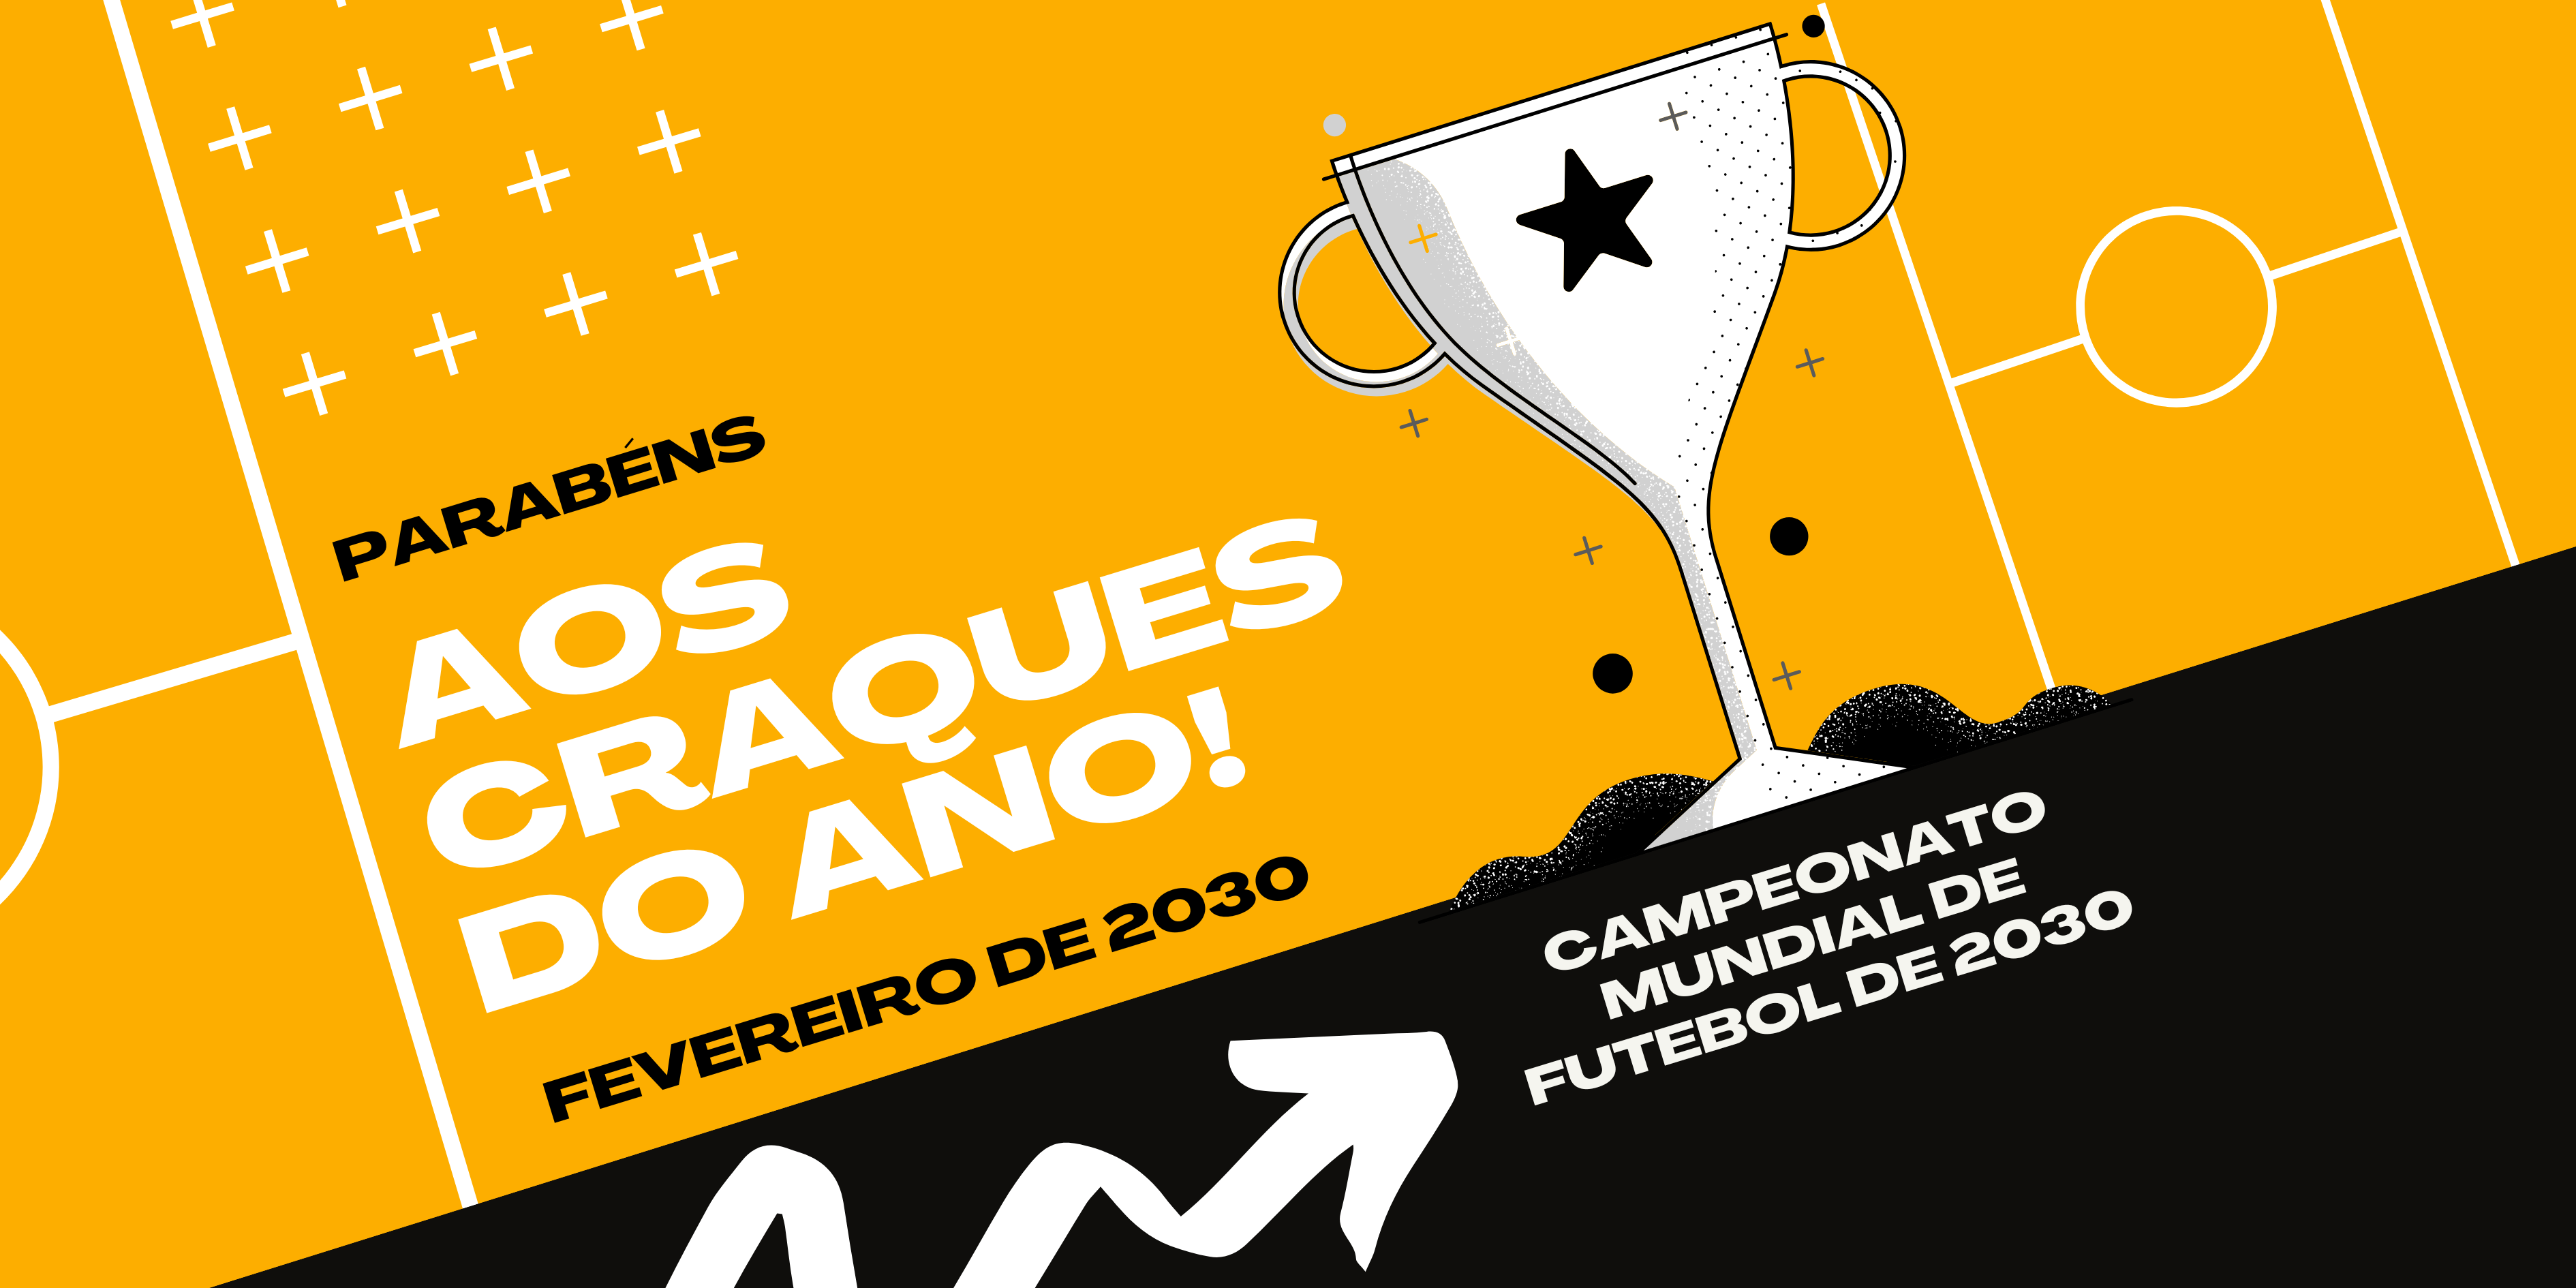 PARABÉNS
AOS
CRAQUES
DO ANO!
FEVEREIRO DE 2030
CAMPEONATO
MUNDIAL DE
FUTEBOL DE 2030